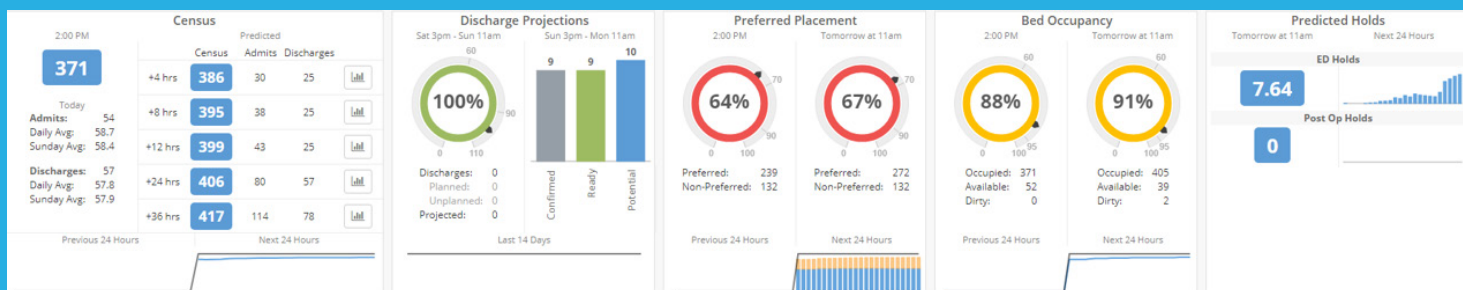 Census
2:00 PM
371
Today
Admits: 54
Daily Avg: 58.7
Sunday Avg: 58.4
Discharges: 57
Daily Avg: 57.8
Sunday Avg: 57.9
Predicted
Census Admits Discharges
+4 hrs 386 30 25
+8 hrs 395 38 25
+12 hrs 399 43 25
+24 hrs 406 80 57
+36 hrs 417 114 78
Previous 24 Hours
Next 24 Hours
Discharge Projections
Sat 3pm - Sun 11am
60
90
100%
0 110
Discharges: 0
Planned: 0
Unplanned: 0
Projected: 0
Sun 3pm - Mon 11am
9 9 10
Confirmed
Ready
Potential
Last 14 Days
Preferred Placement
2:00 PM
70
64%
90
0 100
Preferred: 239
Non-Preferred: 132
Tomorrow at 11am
70
67%
90
0 100
Preferred: 272
Non-Preferred: 132
Previous 24 Hours
Next 24 Hours
Bed Occupancy
2:00 PM
60
88%
95
0 100
Occupied: 371
Available: 52
Dirty: 0
Tomorrow at 11am
60
91%
95
0 100
Occupied: 405
Available: 39
Dirty: 2
Previous 24 Hours
Next 24 Hours
Predicted Holds
Tomorrow at 11am
Next 24 Hours
ED Holds
7.64
Post Op Holds
0